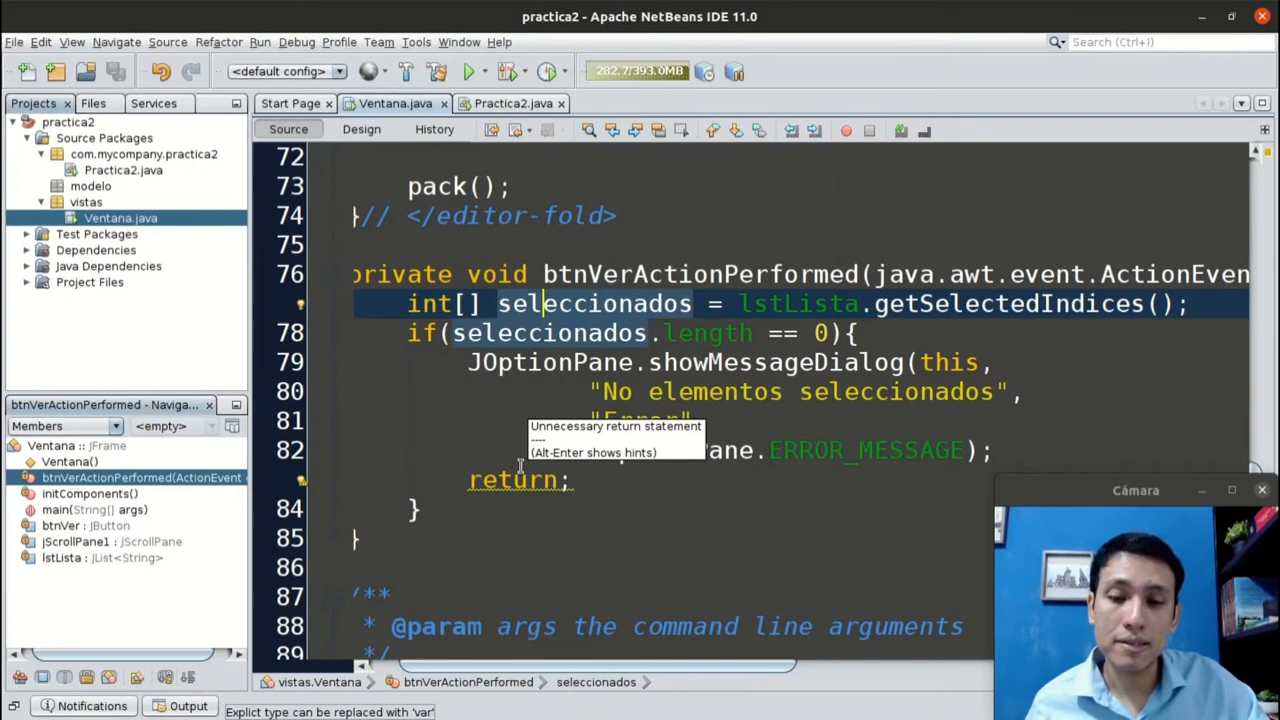 practica2 - Apache NetBeans IDE 11.0
File Edit View Navigate Source Refactor Run Debug Profile Team Tools Window Help
Search (Ctrl+I)
<default config>
282.7/393.0MB
Projects Files Services
Start Page Ventana.java Practica2.java
Source Design History
practica2
Source Packages
com.mycompany.practica2
Practica2.java
modelo
vistas
Ventana.java
Test Packages
Dependencies
Java Dependencies
Project Files
btnVerActionPerformed - Naviga...
Members <empty>
Ventana :: JFrame
Ventana()
btnVerActionPerformed(ActionEvent
initComponents()
main(String[] args)
btnVer : JButton
jScrollPane1 : JScrollPane
lstLista : JList<String>
72
73 pack();
74 }// </editor-fold>
75
76 private void btnVerActionPerformed(java.awt.event.ActionEven
int[] seleccionados = lstLista.getSelectedIndices();
78 if(seleccionados.length == 0){
79 JOptionPane.showMessageDialog(this,
80 "No elementos seleccionados",
81 "Error"
82 Pane.ERROR_MESSAGE);
return;
84 }
85 }
86
87 /**
88 * @param args the command line arguments
89 */
Unnecessary return statement
----
(Alt-Enter shows hints)
Cámara
vistas.Ventana btnVerActionPerformed seleccionados
Notifications Output Explict type can be replaced with 'var'